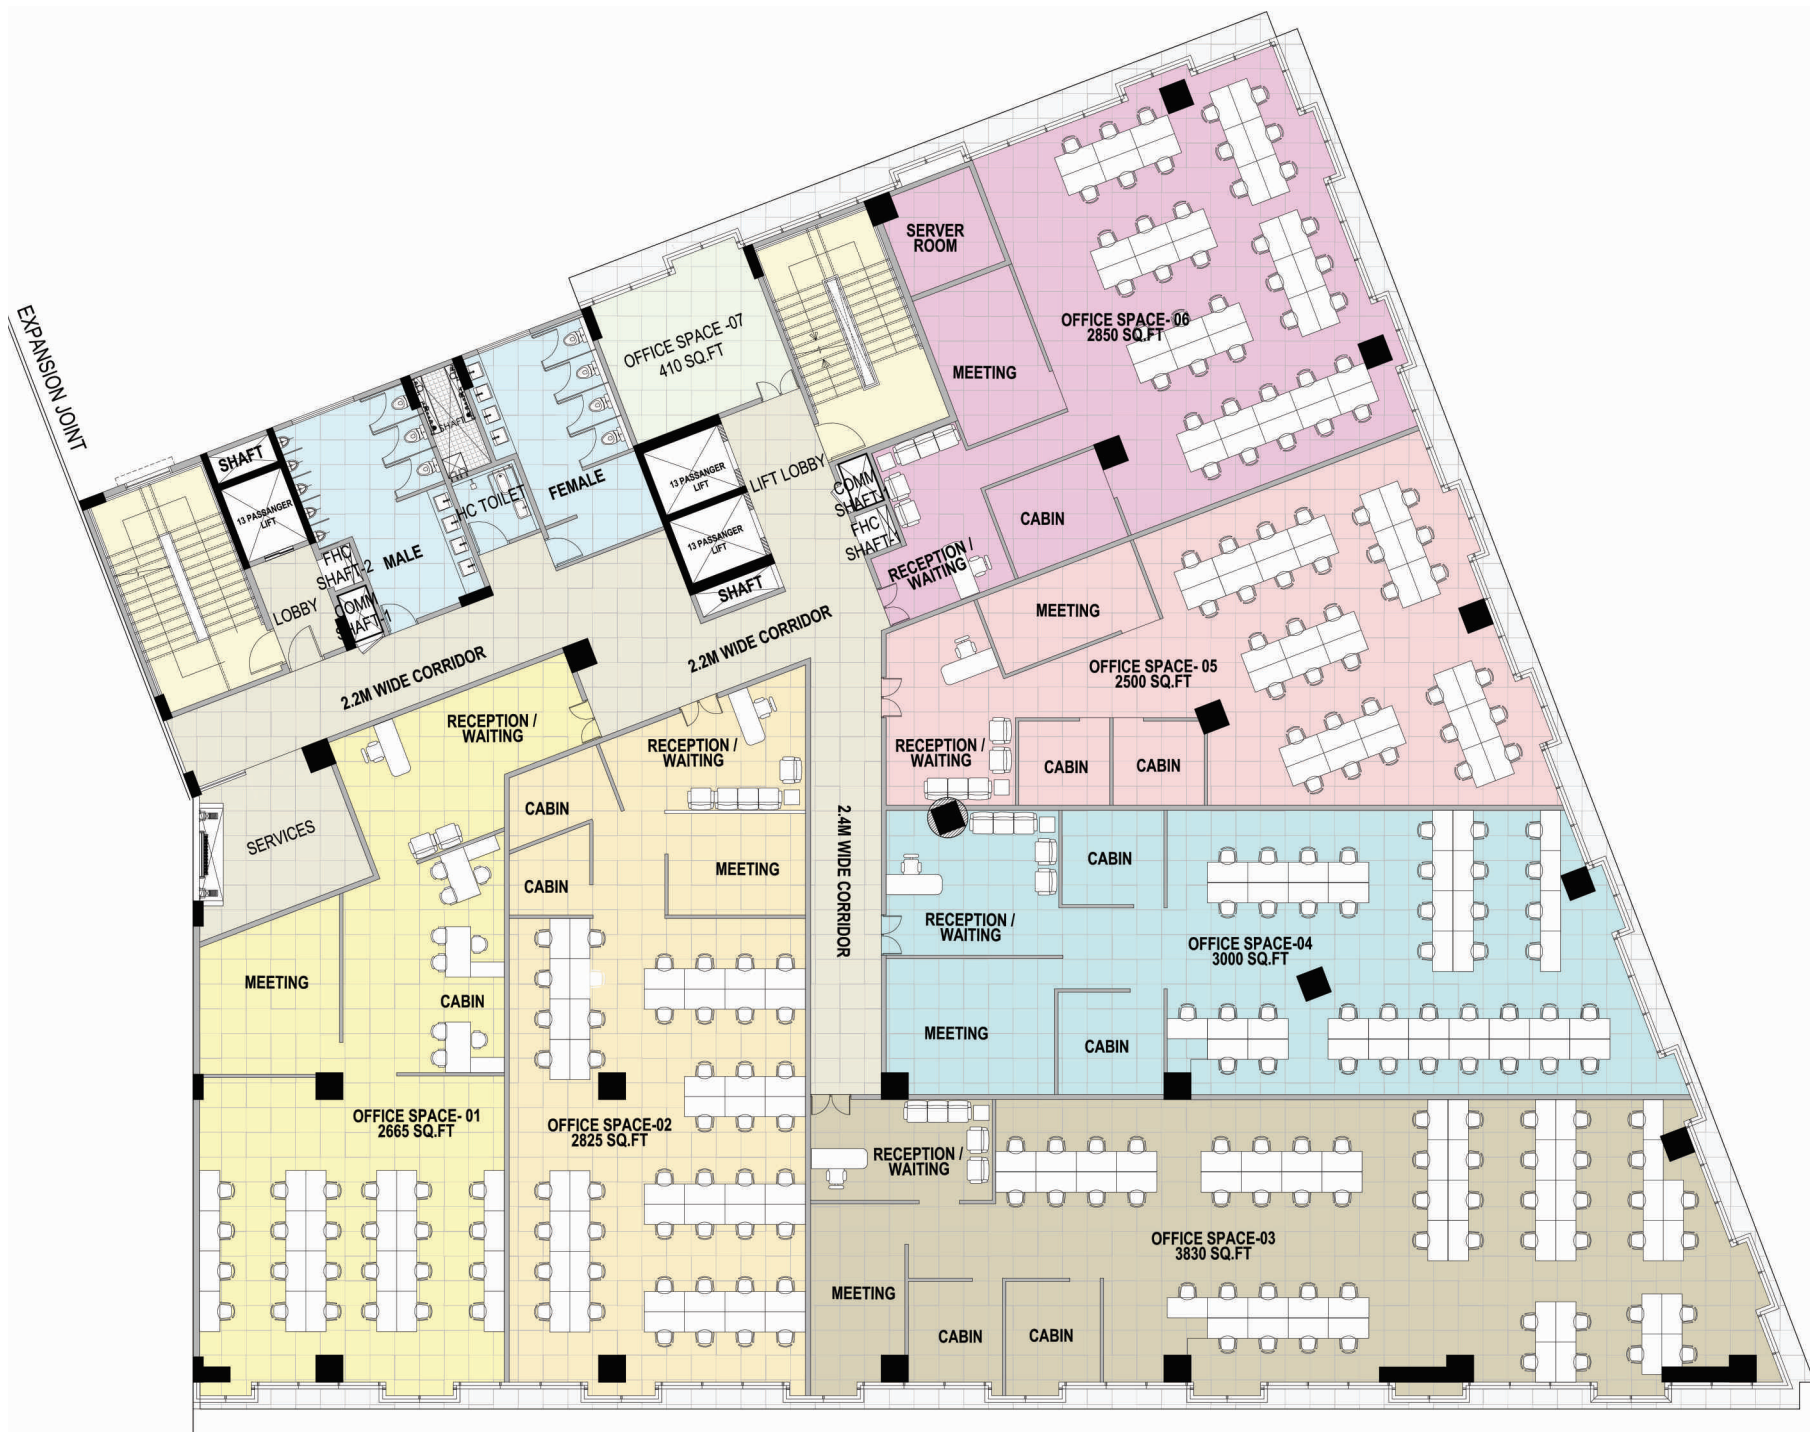 EXPANSION JOINT
SERVER
ROOM
OFFICE SPACE- 06
2850 SQ.FT
MEETING
OFFICE SPACE -07
410 SQ.FT
SHAFT
SHAFT
13 PASSANGER
LIFT
MALE
FEMALE
HC TOILET
13 PASSANGER
LIFT
13 PASSANGER
LIFT
LIFT LOBBY
COMM
SHAFT-1
FHC
SHAFT-1
SHAFT
CABIN
RECEPTION /
WAITING
FHC
SHAFT-2
LOBBY
COMM
SHAFT-1
2.2M WIDE CORRIDOR
2.2M WIDE CORRIDOR
MEETING
OFFICE SPACE- 05
2500 SQ.FT
RECEPTION /
WAITING
CABIN
CABIN
RECEPTION /
WAITING
RECEPTION /
WAITING
SERVICES
CABIN
CABIN
MEETING
2.4M WIDE CORRIDOR
CABIN
RECEPTION /
WAITING
OFFICE SPACE-04
3000 SQ.FT
MEETING
CABIN
MEETING
CABIN
OFFICE SPACE- 01
2665 SQ.FT
OFFICE SPACE-02
2825 SQ.FT
RECEPTION /
WAITING
OFFICE SPACE-03
3830 SQ.FT
MEETING
CABIN
CABIN